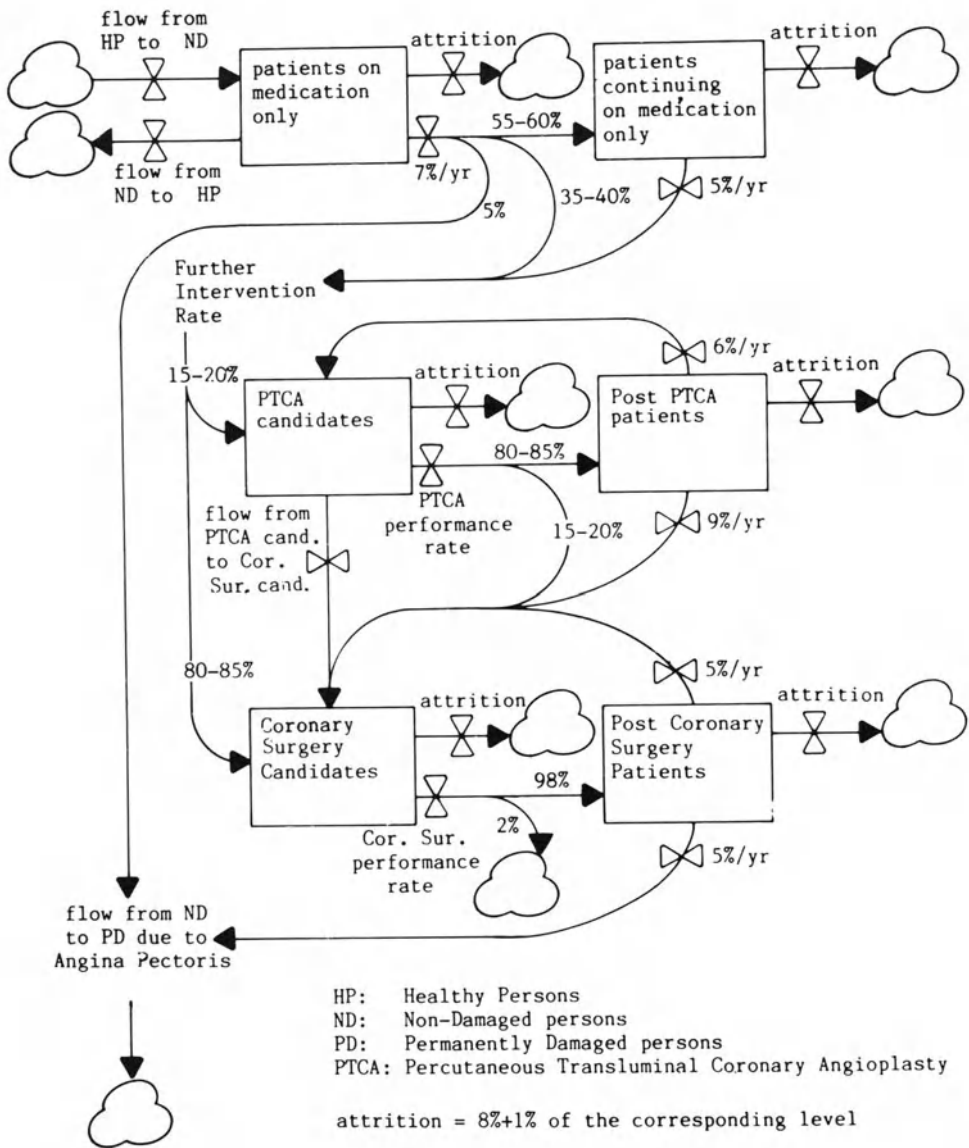 flow from
HP to ND
attrition
attrition
patients on
medication
only
patients
continuing
on medication
only
55-60%
7%/yr
flow from
ND to HP
5%
35-40%
5%/yr
Further
Intervention
Rate
6%/yr
15-20%
attrition
attrition
PTCA
candidates
Post PTCA
patients
80-85%
PTCA
performance
rate
flow from
PTCA cand.
to Cor.
Sur. cand.
15-20%
9%/yr
80-85%
5%/yr
attrition
attrition
Coronary
Surgery
Candidates
Post Coronary
Surgery
Patients
98%
2%
Cor. Sur.
performance
rate
5%/yr
flow from ND
to PD due to
Angina Pectoris
HP: Healthy Persons
ND: Non-Damaged persons
PD: Permanently Damaged persons
PTCA: Percutaneous Transluminal Coronary Angioplasty
attrition = 8%+1% of the corresponding level